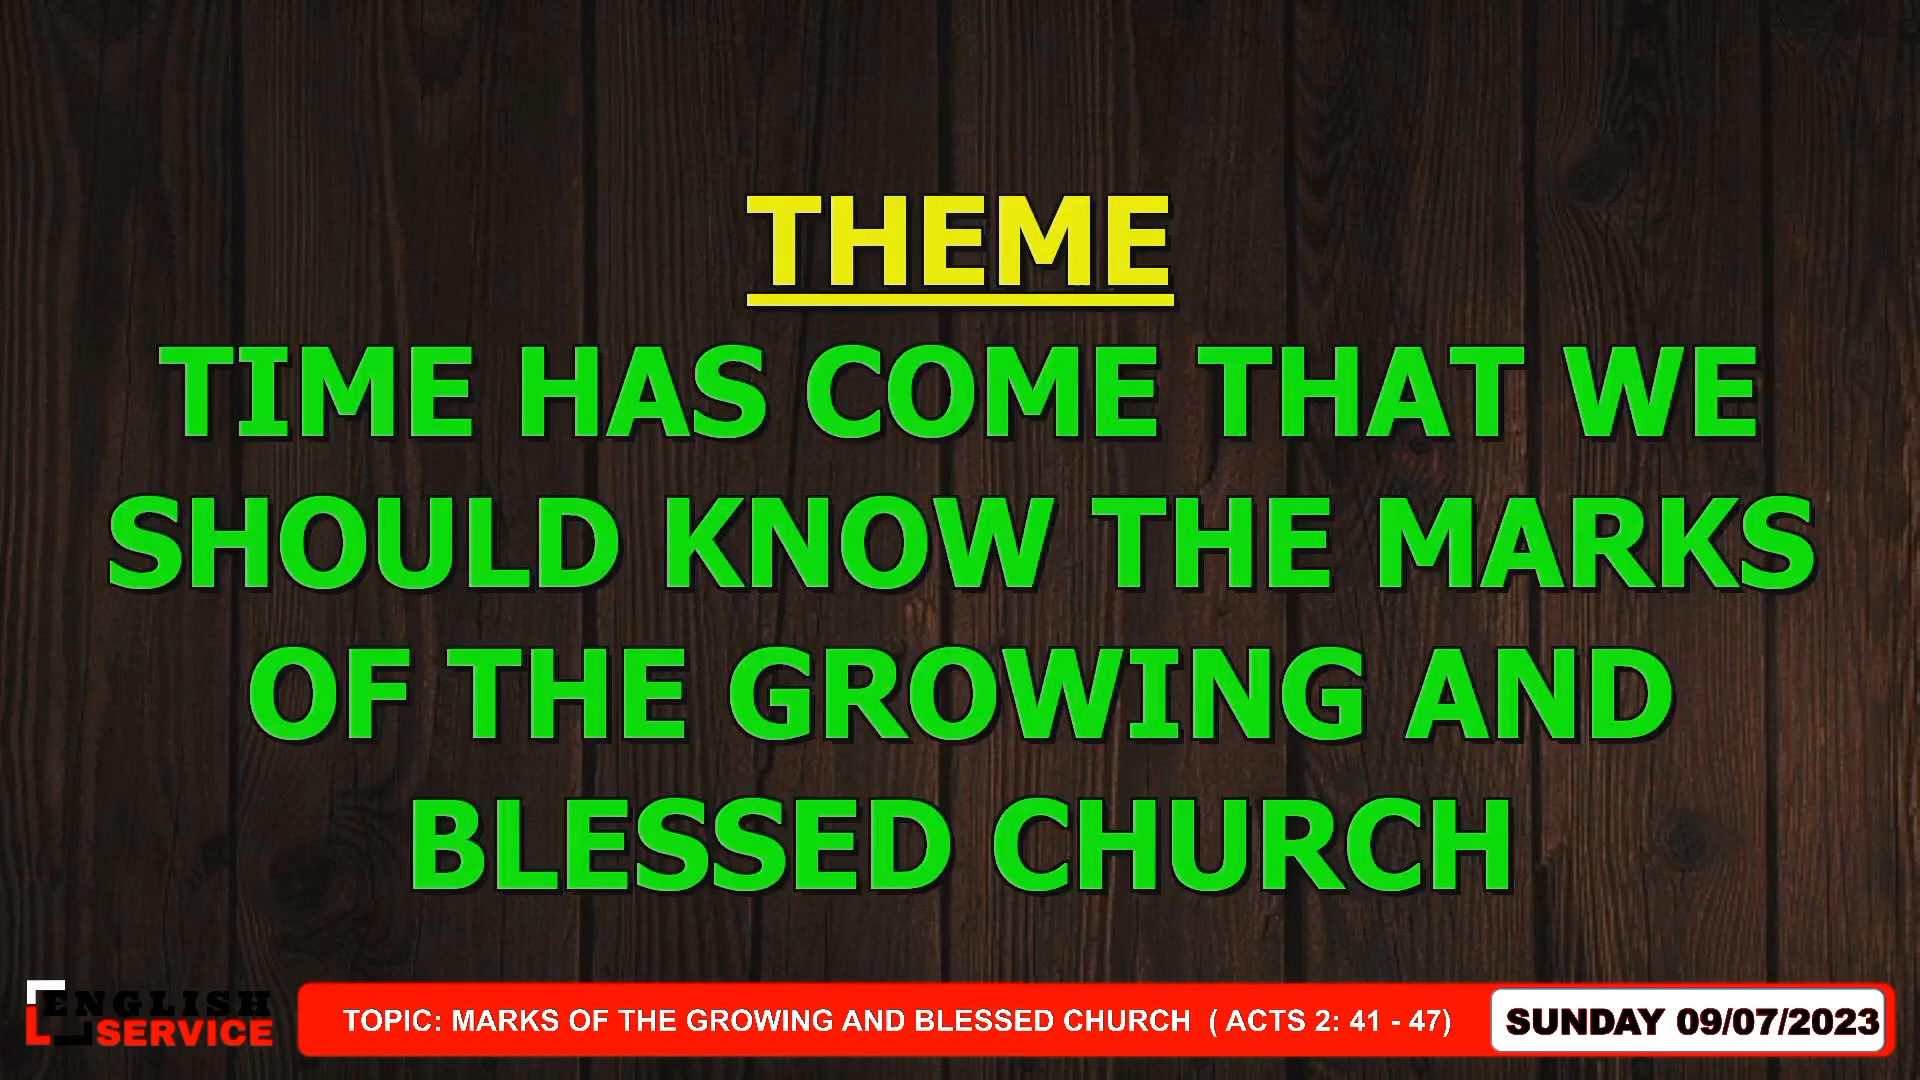 THEME
TIME HAS COME THAT WE
SHOULD KNOW THE MARKS
OF THE GROWING AND
BLESSED CHURCH
ENGLISH
SERVICE
TOPIC: MARKS OF THE GROWING AND BLESSED CHURCH ( ACTS 2: 41 - 47)
SUNDAY 09/07/2023